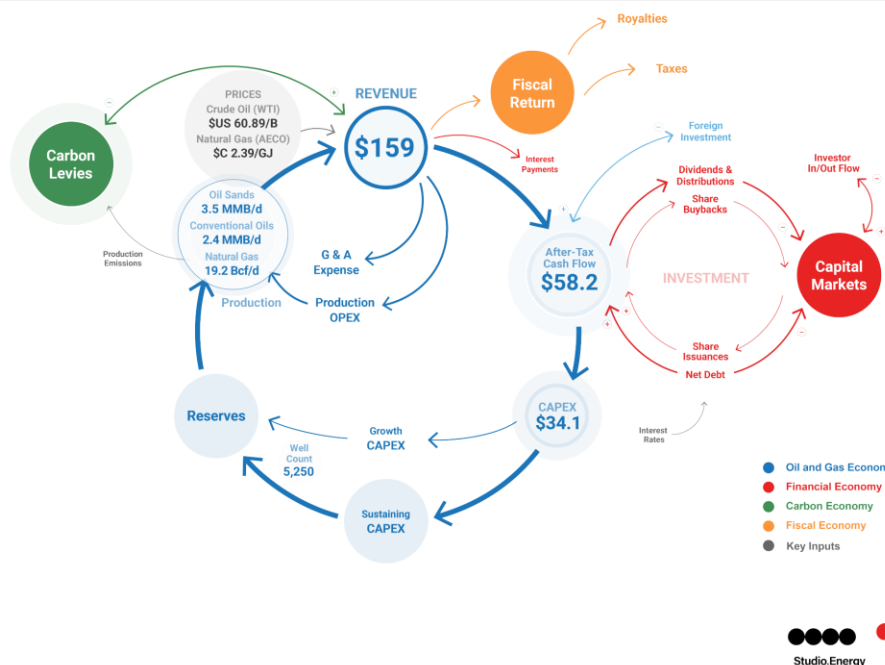 Royalties
Fiscal
Return
Taxes
REVENUE
$159
PRICES
Crude Oil (WTI)
$US 60.89/B
Natural Gas (AECO)
$C 2.39/GJ
Carbon
Levies
Oil Sands
3.5 MMB/d
Conventional Oils
2.4 MMB/d
Natural Gas
19.2 Bcf/d
Production
Production
Emissions
G & A
Expense
Production
OPEX
Interest
Payments
Foreign
Investment
Dividends &
Distributions
Share
Buybacks
Investor
In/Out Flow
After-Tax
Cash Flow
$58.2
INVESTMENT
Capital
Markets
Share
Issuances
Net Debt
Interest
Rates
CAPEX
$34.1
Growth
CAPEX
Reserves
Well
Count
5,250
Sustaining
CAPEX
Oil and Gas Econ
Financial Economy
Carbon Economy
Fiscal Economy
Key Inputs
Studio.Energy